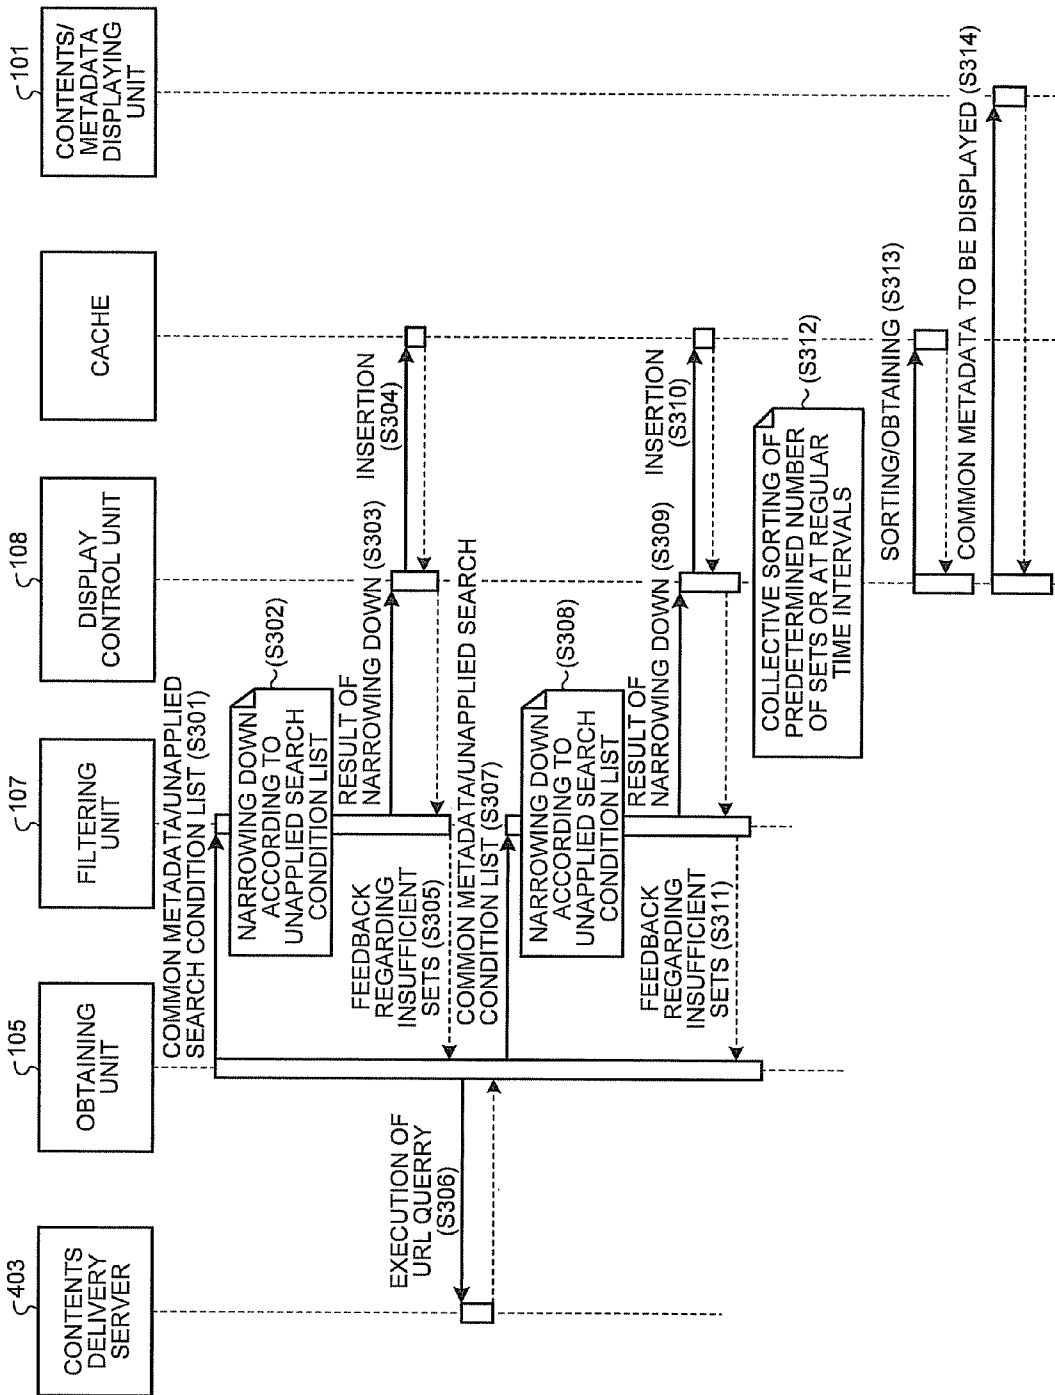 403
CONTENTS
DELIVERY
SERVER
105
OBTAINING
UNIT
107
FILTERING
UNIT
108
DISPLAY
CONTROL UNIT
CACHE
101
CONTENTS/
METADATA
DISPLAYING
UNIT
COMMON METADATA/UNAPPLIED
SEARCH CONDITION LIST (S301)
NARROWING DOWN
ACCORDING TO
UNAPPLIED SEARCH
CONDITION LIST
(S302)
RESULT OF
NARROWING DOWN (S303)
INSERTION
(S304)
FEEDBACK
REGARDING
INSUFFICIENT
SETS (S305)
EXECUTION OF
URL QUERRY
(S306)
COMMON METADATA/UNAPPLIED SEARCH
CONDITION LIST (S307)
NARROWING DOWN
ACCORDING TO
UNAPPLIED SEARCH
CONDITION LIST
(S308)
RESULT OF
NARROWING DOWN (S309)
INSERTION
(S310)
FEEDBACK
REGARDING
INSUFFICIENT
SETS (S311)
COLLECTIVE SORTING OF
PREDETERMINED NUMBER
OF SETS OR AT REGULAR
TIME INTERVALS
(S312)
SORTING/OBTAINING (S313)
COMMON METADATA TO BE DISPLAYED (S314)